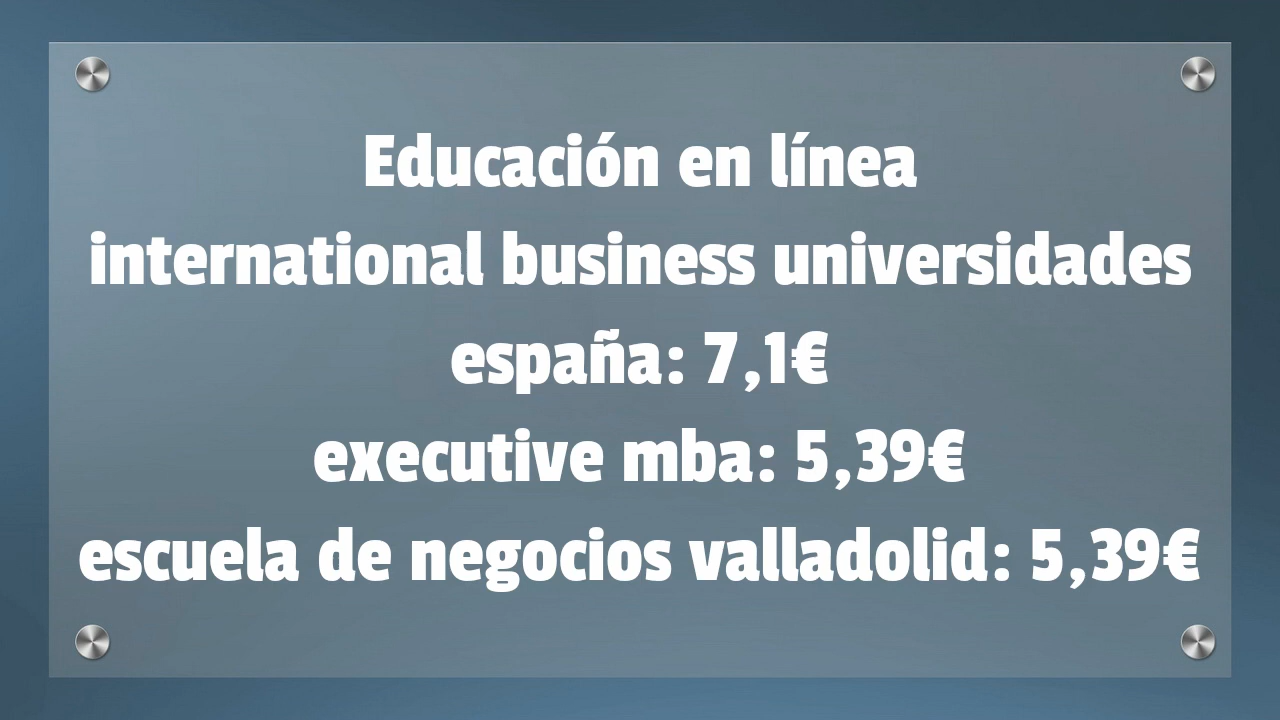 Educación en línea
international business universidades
españa: 7,1€
executive mba: 5,39€
escuela de negocios valladolid: 5,39€